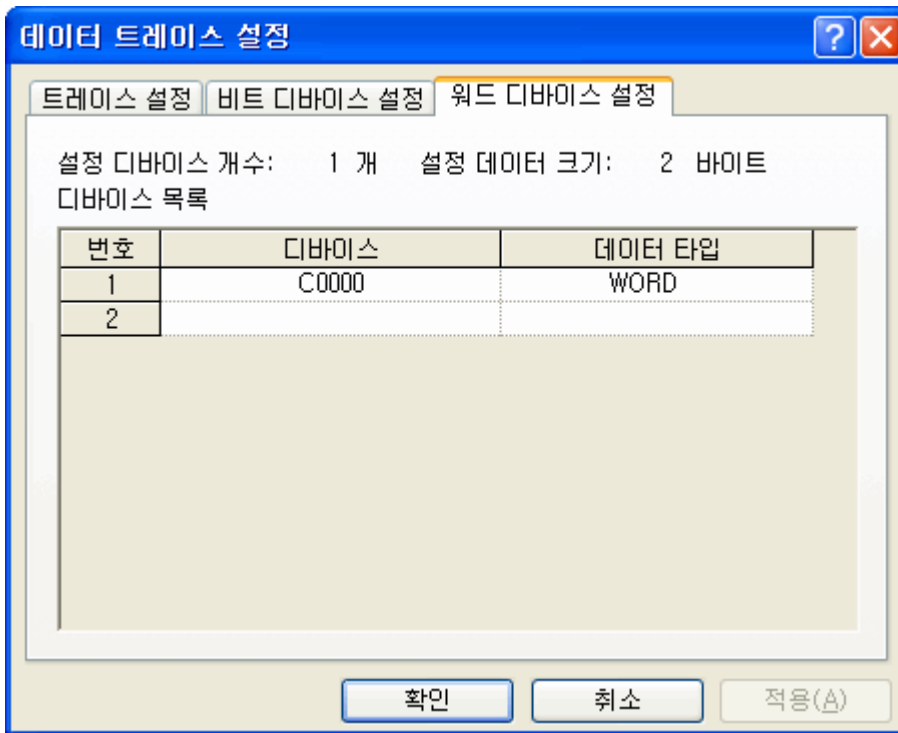 데이터 트레이스 설정
트레이스 설정 비트 디바이스 설정 워드 디바이스 설정
설정 디바이스 개수: 1 개 설정 데이터 크기: 2 바이트
디바이스 목록
번호 디바이스 데이터 타입
1 C0000 WORD
2
확인 취소 적용(A)